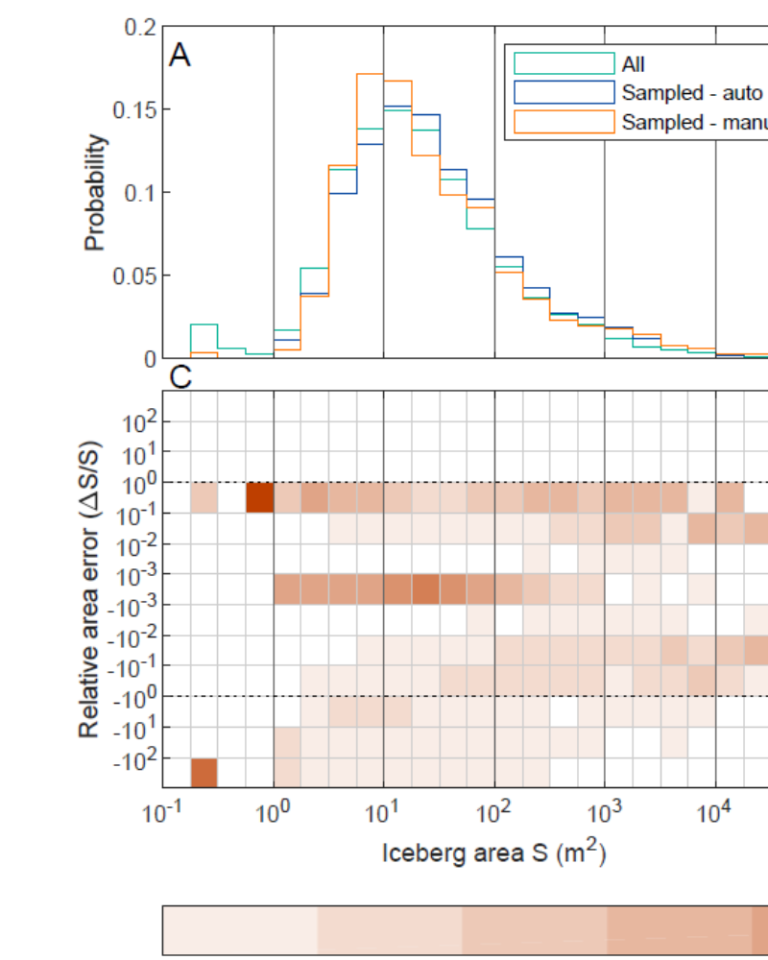 0.2
A
All
Sampled - auto
Sampled - manu
0.15
0.1
0.05
0
Probability
C
10^2
10^1
10^0
10^-1
10^-2
10^-3
-10^-3
-10^-2
-10^-1
-10^0
-10^1
-10^2
Relative area error (ΔS/S)
10^-1 10^0 10^1 10^2 10^3 10^4
Iceberg area S (m^2)